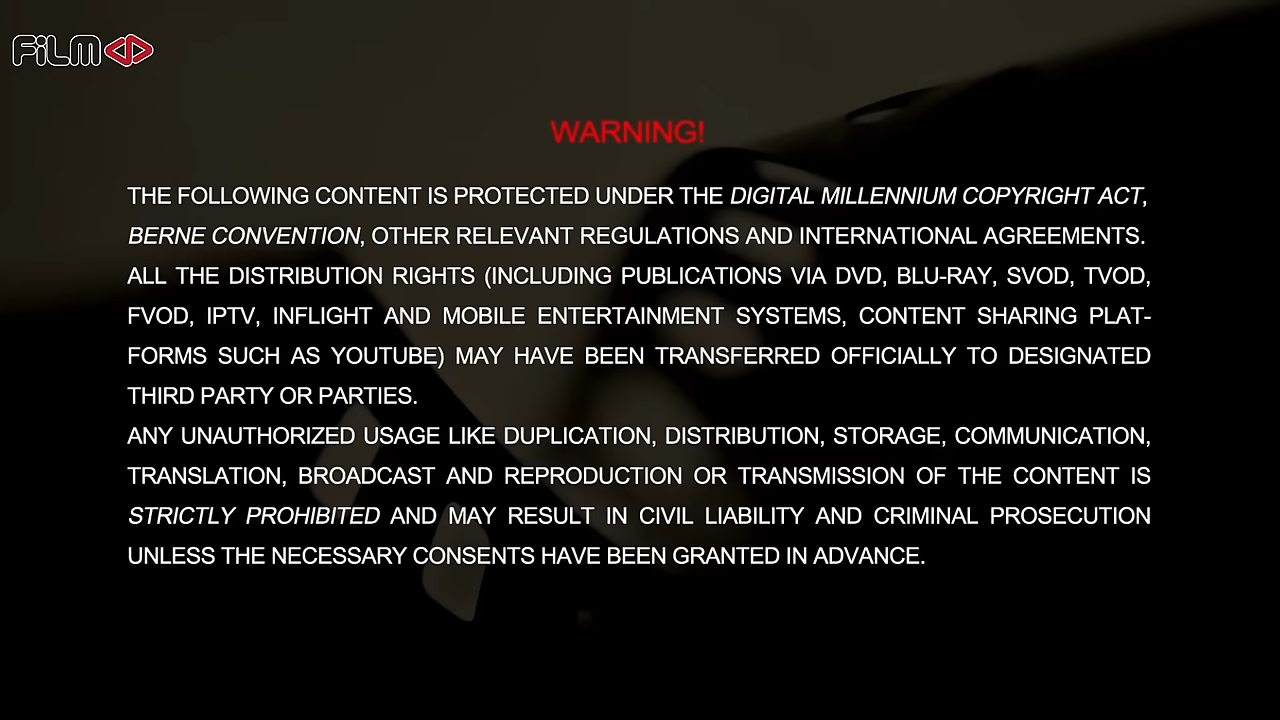 FiLM
WARNING!
THE FOLLOWING CONTENT IS PROTECTED UNDER THE DIGITAL MILLENNIUM COPYRIGHT ACT,
BERNE CONVENTION, OTHER RELEVANT REGULATIONS AND INTERNATIONAL AGREEMENTS.
ALL THE DISTRIBUTION RIGHTS (INCLUDING PUBLICATIONS VIA DVD, BLU-RAY, SVOD, TVOD,
FVOD, IPTV, INFLIGHT AND MOBILE ENTERTAINMENT SYSTEMS, CONTENT SHARING PLAT-
FORMS SUCH AS YOUTUBE) MAY HAVE BEEN TRANSFERRED OFFICIALLY TO DESIGNATED
THIRD PARTY OR PARTIES.
ANY UNAUTHORIZED USAGE LIKE DUPLICATION, DISTRIBUTION, STORAGE, COMMUNICATION,
TRANSLATION, BROADCAST AND REPRODUCTION OR TRANSMISSION OF THE CONTENT IS
STRICTLY PROHIBITED AND MAY RESULT IN CIVIL LIABILITY AND CRIMINAL PROSECUTION
UNLESS THE NECESSARY CONSENTS HAVE BEEN GRANTED IN ADVANCE.